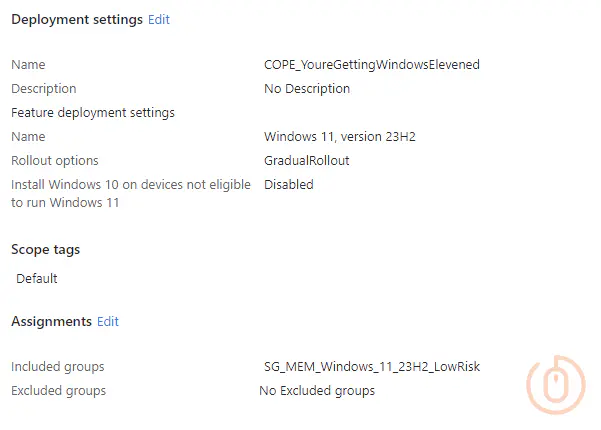 Deployment settings Edit
Name COPE_YoureGettingWindowsElevened
Description No Description
Feature deployment settings
Name Windows 11, version 23H2
Rollout options GradualRollout
Install Windows 10 on devices not eligible Disabled
to run Windows 11
Scope tags
Default
Assignments Edit
Included groups SG_MEM_Windows_11_23H2_LowRisk
Excluded groups No Excluded groups